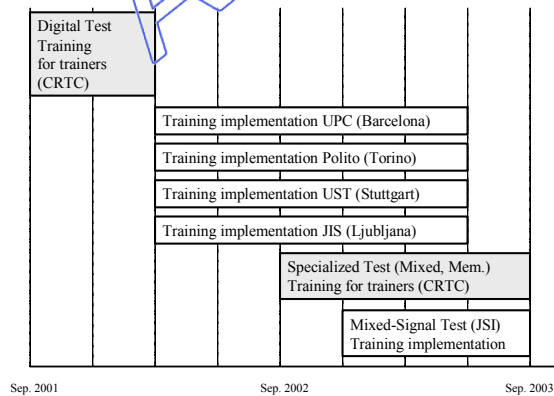 Digital Test
Training
for trainers
(CRTC)
Training implementation UPC (Barcelona)
Training implementation Polito (Torino)
Training implementation UST (Stuttgart)
Training implementation JIS (Ljubljana)
Specialized Test (Mixed, Mem.)
Training for trainers (CRTC)
Mixed-Signal Test (JSI)
Training implementation
Sep. 2001
Sep. 2002
Sep. 2003